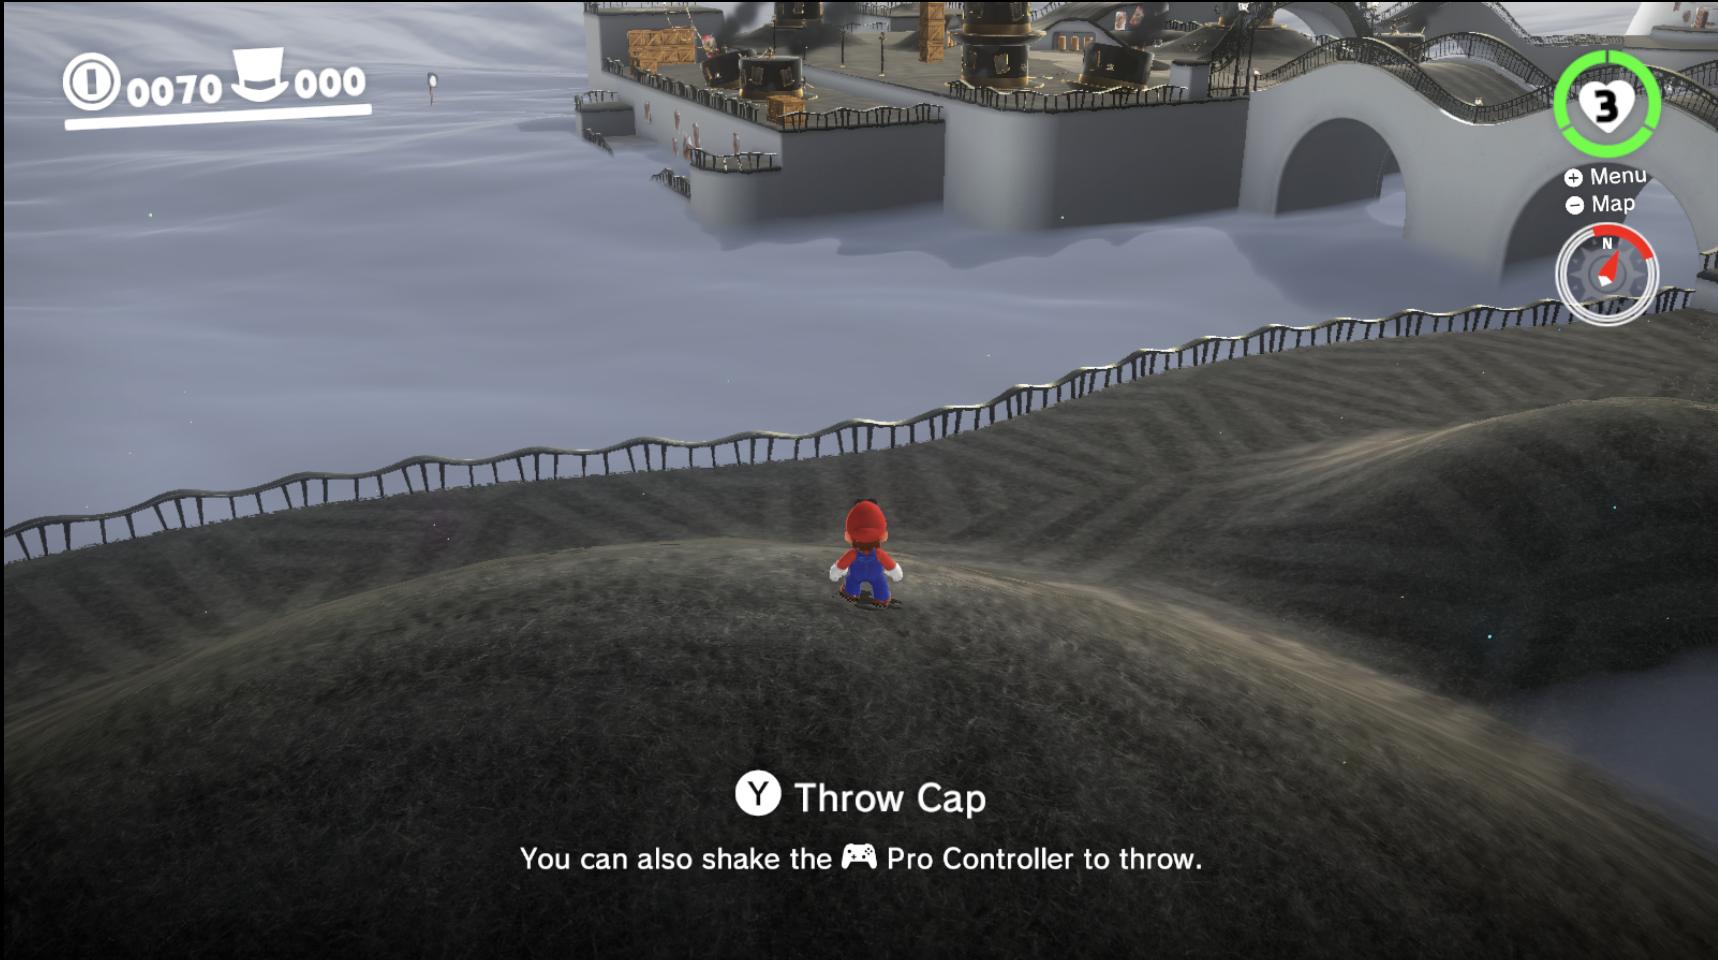 0070 000
3
+ Menu
- Map
N
Y Throw Cap
You can also shake the Pro Controller to throw.